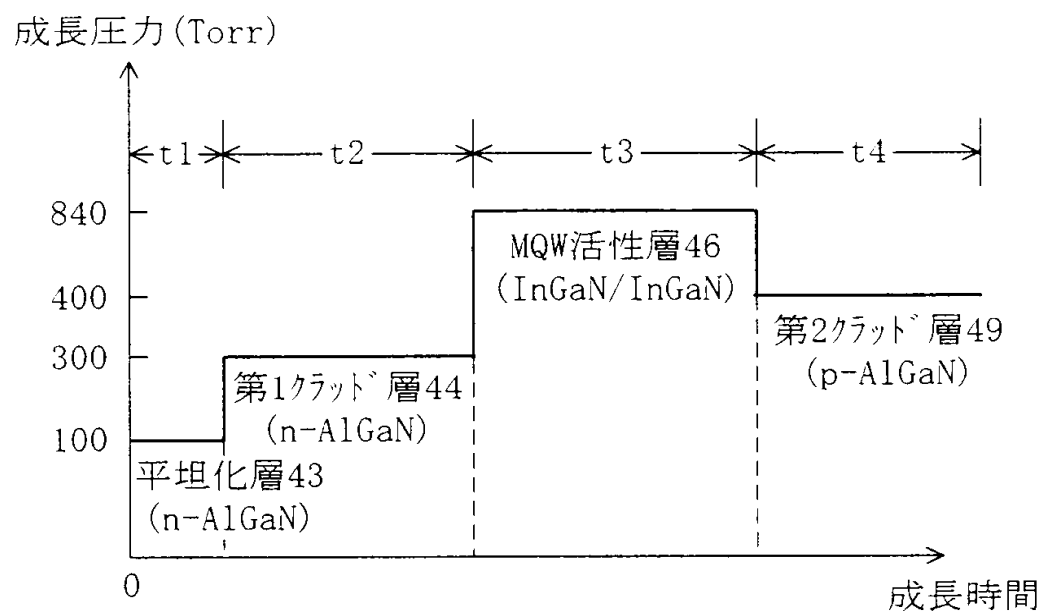 成長圧力(Torr)
t1
t2
t3
t4
840
MQW活性層46
(InGaN/InGaN)
400
第2ｸﾗｯﾄﾞ層49
(p-AlGaN)
300
第1ｸﾗｯﾄﾞ層44
(n-AlGaN)
100
平坦化層43
(n-AlGaN)
0
成長時間